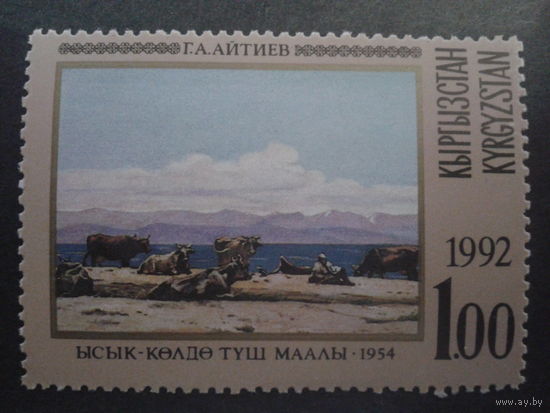 Г.А.АЙТИЕВ
КЫРГЫЗСТАН
KYRGYZSTAN
1992
1.00
ЫСЫК-КӨЛДӨ ТҮШ МААЛЫ·1954
www.ay.by